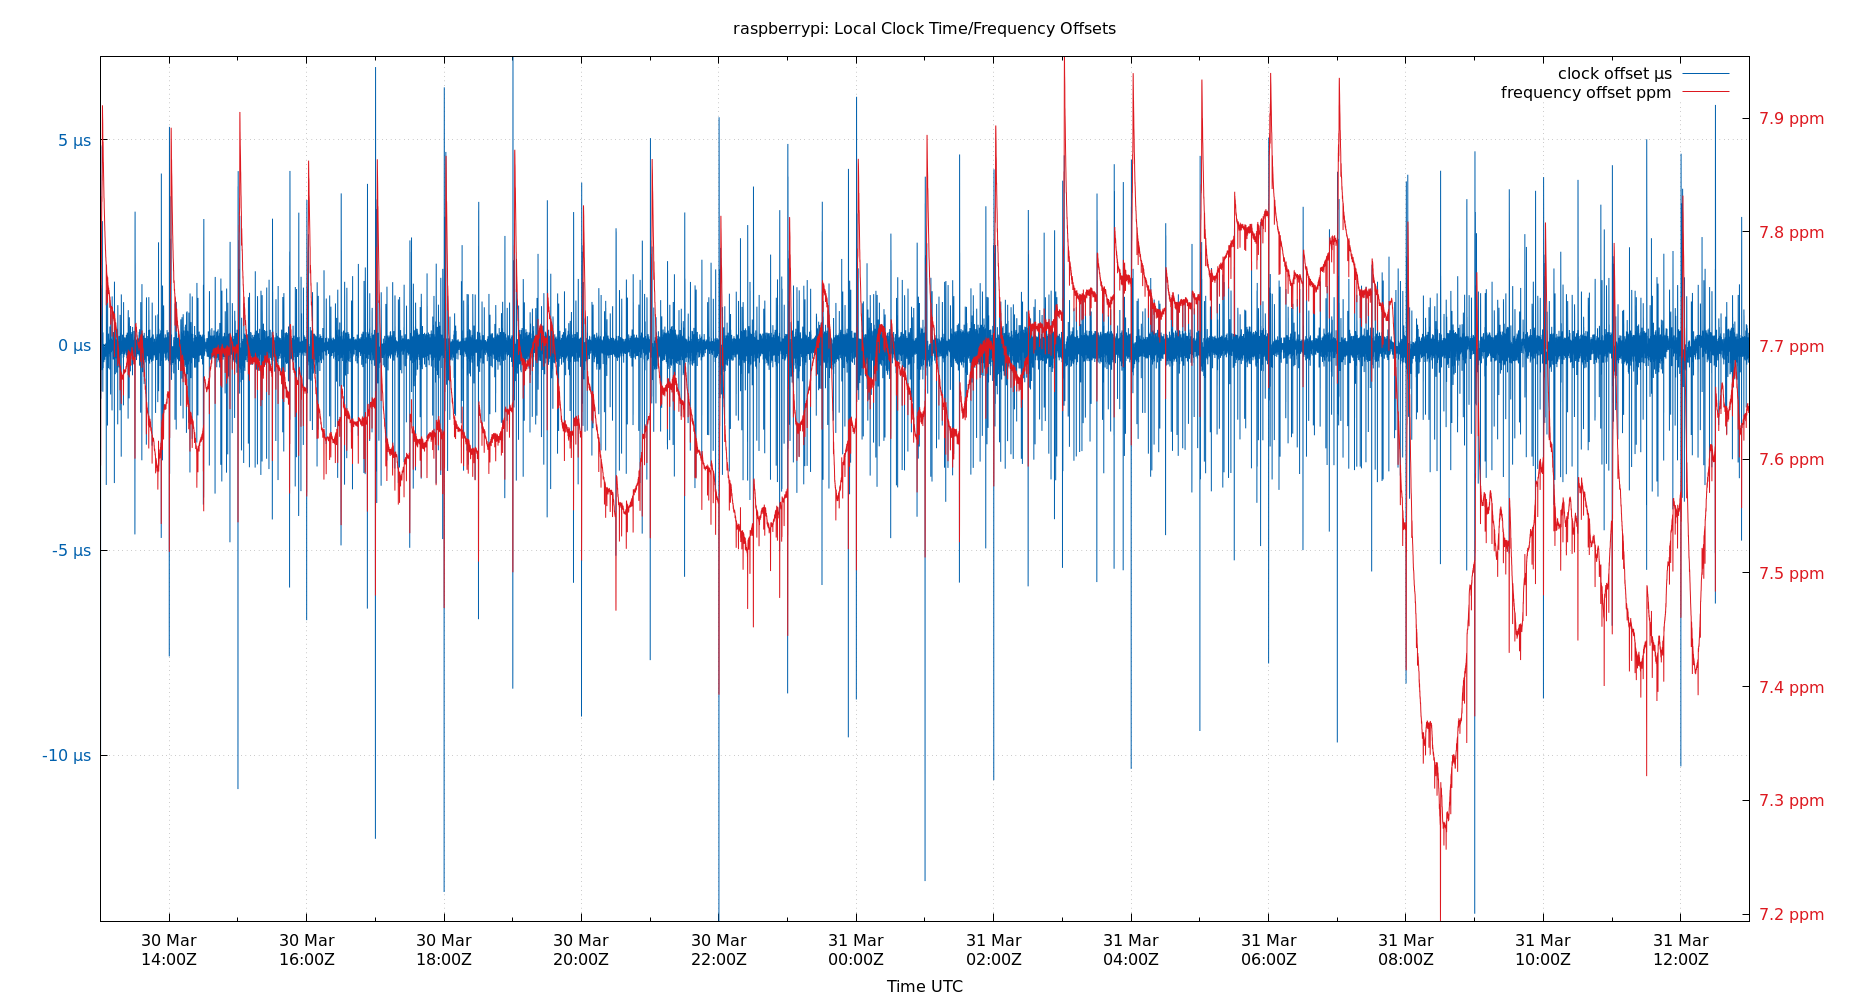 raspberrypi: Local Clock Time/Frequency Offsets
clock offset µs
frequency offset ppm
5 µs
0 µs
-5 µs
-10 µs
7.9 ppm
7.8 ppm
7.7 ppm
7.6 ppm
7.5 ppm
7.4 ppm
7.3 ppm
7.2 ppm
30 Mar 30 Mar 30 Mar 30 Mar 30 Mar 31 Mar 31 Mar 31 Mar 31 Mar 31 Mar 31 Mar 31 Mar
14:00Z 16:00Z 18:00Z 20:00Z 22:00Z 00:00Z 02:00Z 04:00Z 06:00Z 08:00Z 10:00Z 12:00Z
Time UTC